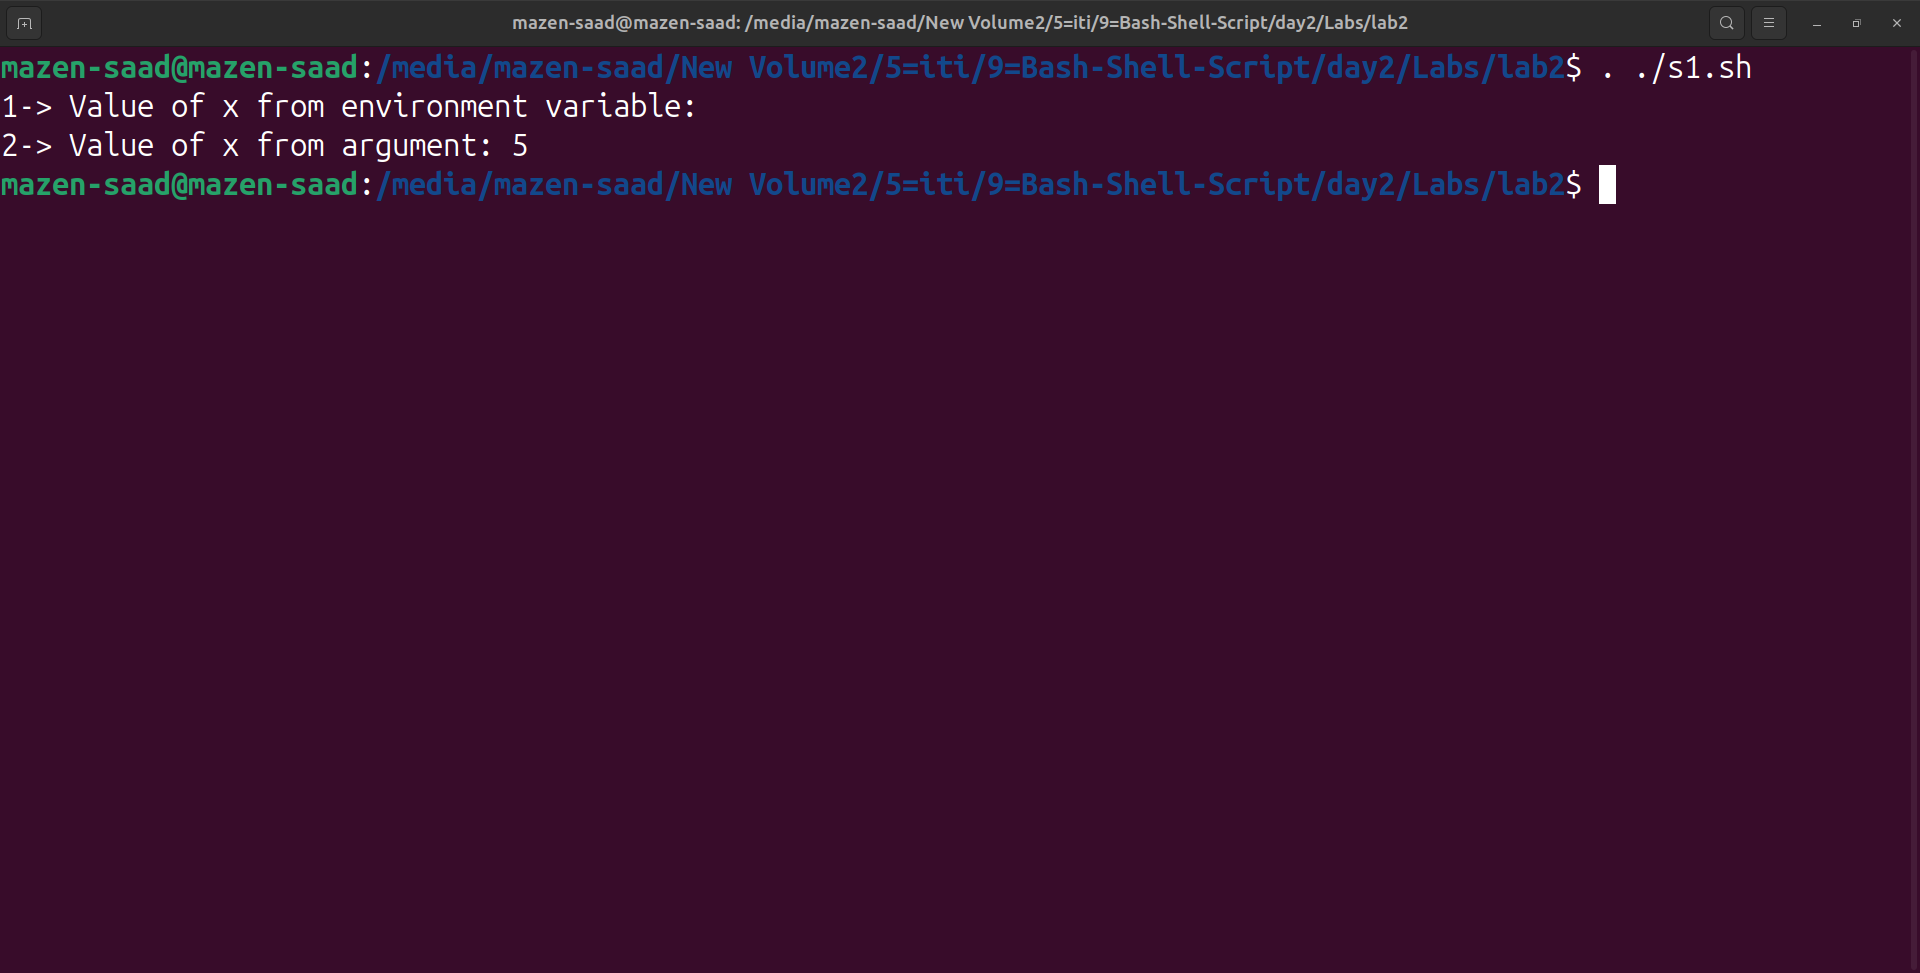 mazen-saad@mazen-saad: /media/mazen-saad/New Volume2/5=iti/9=Bash-Shell-Script/day2/Labs/lab2
mazen-saad@mazen-saad:/media/mazen-saad/New Volume2/5=iti/9=Bash-Shell-Script/day2/Labs/lab2$ . ./s1.sh
1-> Value of x from environment variable:
2-> Value of x from argument: 5
mazen-saad@mazen-saad:/media/mazen-saad/New Volume2/5=iti/9=Bash-Shell-Script/day2/Labs/lab2$